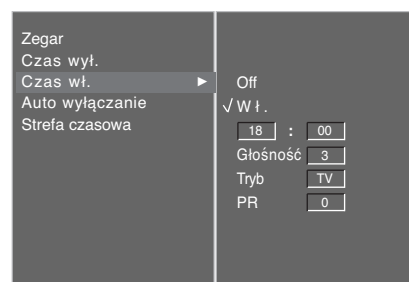 Zegar
Czas wył.
Czas wł. ►
Auto wyłączanie
Strefa czasowa
Off
√ Wł.
18 : 00
Głośność 3
Tryb TV
PR 0